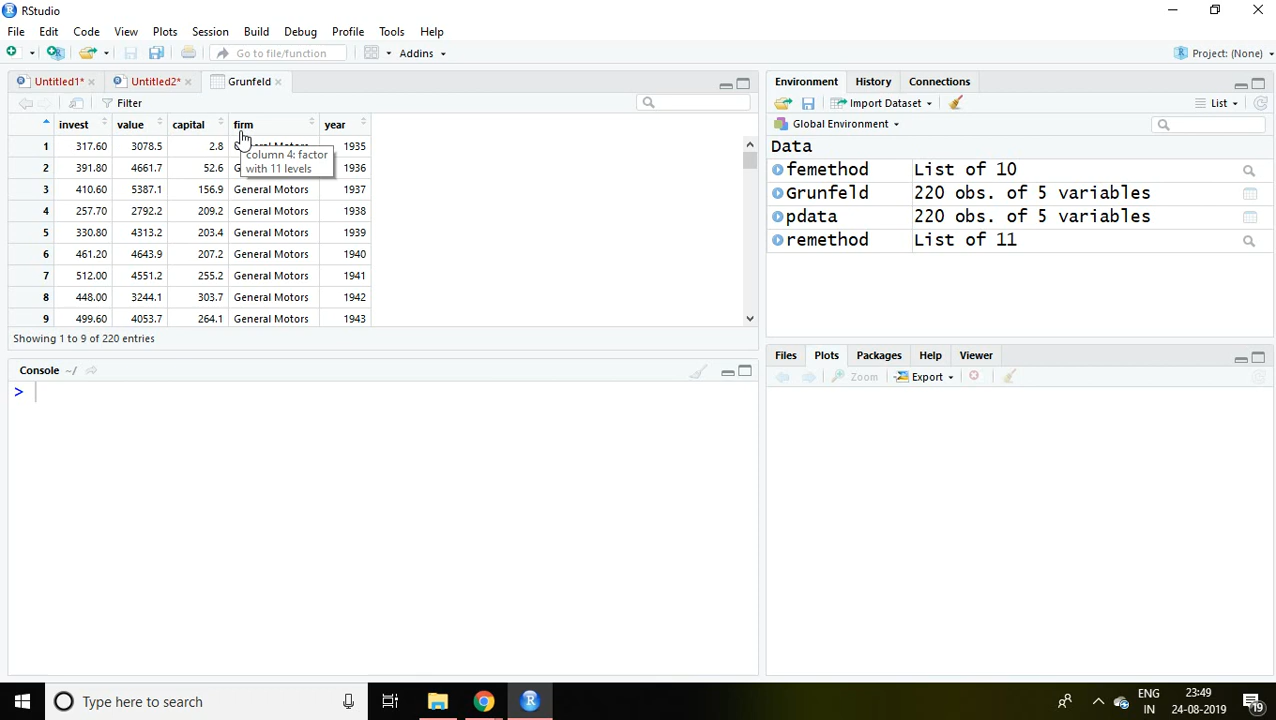 RStudio
File Edit Code View Plots Session Build Debug Profile Tools Help
Go to file/function Addins Project: (None)
Untitled1* Untitled2* Grunfeld
Filter
invest value capital firm year
1 317.60 3078.5 2.8 1935
2 391.80 4661.7 52.6 1936
column 4: factor
with 11 levels
3 410.60 5387.1 156.9 General Motors 1937
4 257.70 2792.2 209.2 General Motors 1938
5 330.80 4313.2 203.4 General Motors 1939
6 461.20 4643.9 207.2 General Motors 1940
7 512.00 4551.2 255.2 General Motors 1941
8 448.00 3244.1 303.7 General Motors 1942
9 499.60 4053.7 264.1 General Motors 1943
Showing 1 to 9 of 220 entries
Console ~/
>
Environment History Connections
Import Dataset List
Global Environment
Data
femethod List of 10
Grunfeld 220 obs. of 5 variables
pdata 220 obs. of 5 variables
remethod List of 11
Files Plots Packages Help Viewer
Zoom Export
Type here to search
ENG 23:49
IN 24-08-2019 19